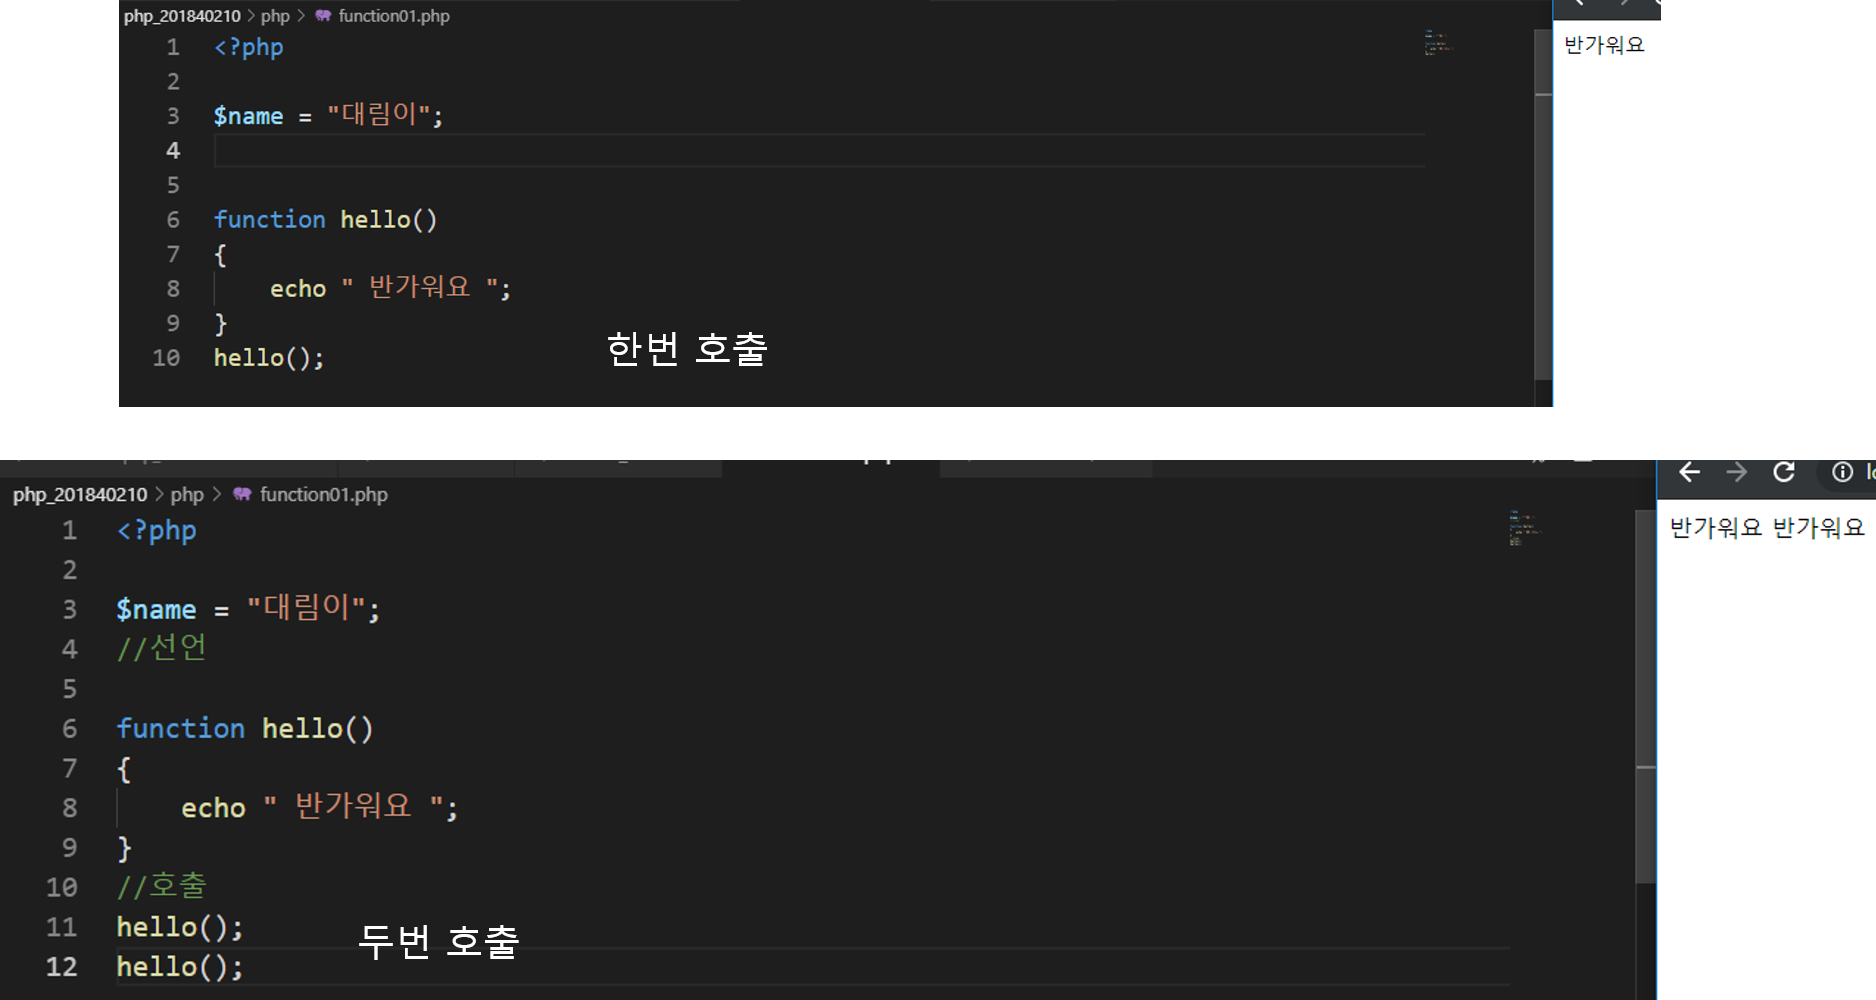 php_201840210 > php > function01.php
반가워요
1 <?php
2
3 $name = "대림이";
4
5
6 function hello()
7 {
8 echo " 반가워요 ";
9 }
한번 호출
10 hello();
php_201840210 > php > function01.php
반가워요 반가워요
1 <?php
2
3 $name = "대림이";
4 //선언
5
6 function hello()
7 {
8 echo " 반가워요 ";
9 }
10 //호출
11 hello();
두번 호출
12 hello();